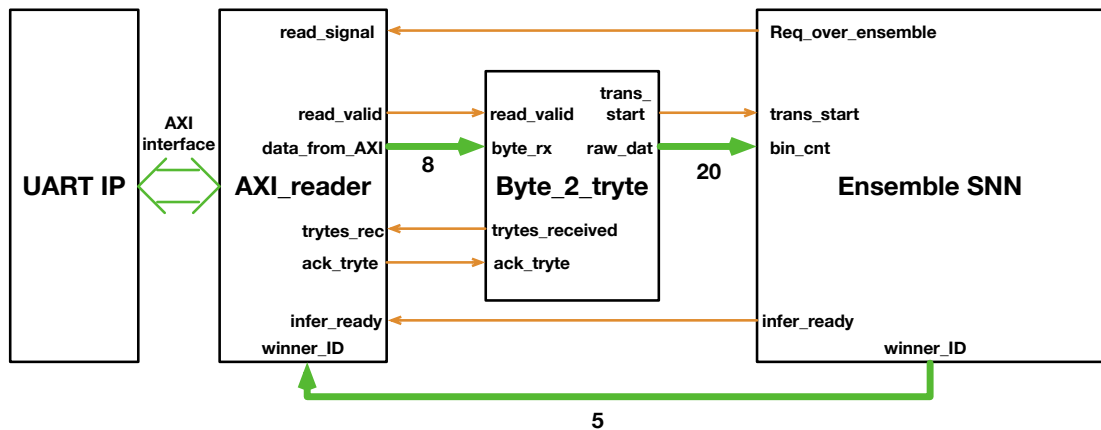 read_signal
Req_over_ensemble
AXI
interface
read_valid
read_valid
trans_
start
trans_start
data_from_AXI
8
byte_rx
raw_dat
20
bin_cnt
UART IP
AXI_reader
Byte_2_tryte
Ensemble SNN
trytes_rec
trytes_received
ack_tryte
ack_tryte
infer_ready
infer_ready
winner_ID
winner_ID
5